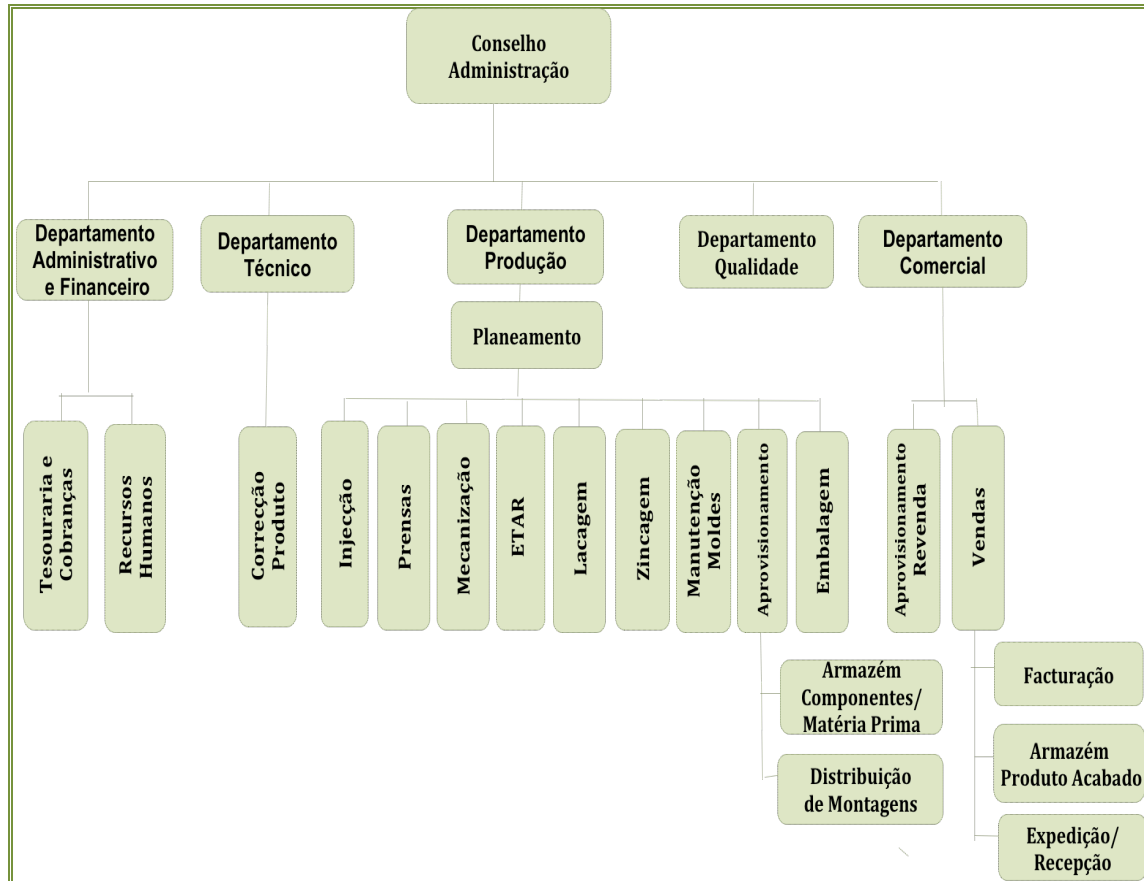 Conselho
Administração
Departamento
Administrativo
e Financeiro
Departamento
Técnico
Departamento
Produção
Departamento
Qualidade
Departamento
Comercial
Planeamento
Tesouraria e
Cobranças
Recursos
Humanos
Correcção
Produto
Injecção
Prensas
Mecanização
ETAR
Lacagem
Zincagem
Manutenção
Moldes
Aprovisionamento
Embalagem
Aprovisionamento
Revenda
Vendas
Armazém
Componentes/
Matéria Prima
Distribuição
de Montagens
Facturação
Armazém
Produto Acabado
Expedição/
Recepção